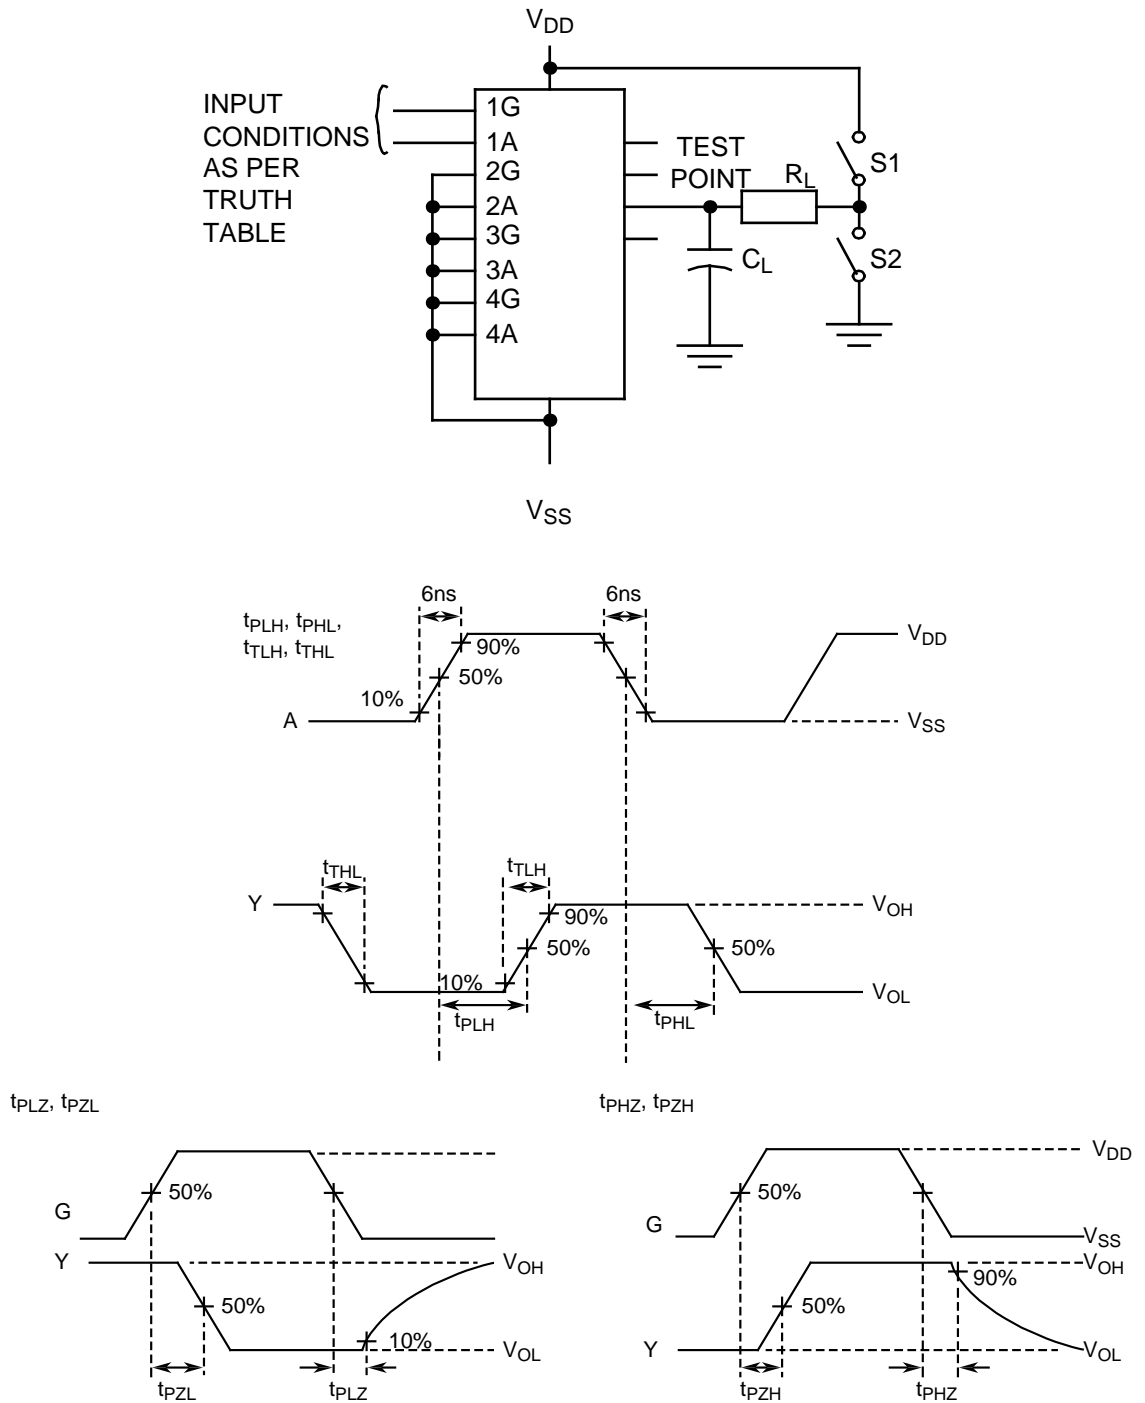 VDD
INPUT
CONDITIONS
AS PER
TRUTH
TABLE
1G
1A
2G
2A
3G
3A
4G
4A
TEST
POINT
RL
S1
CL
S2
VSS
tPLH, tPHL,
tTLH, tTHL
6ns
6ns
90%
50%
10%
A
VDD
VSS
tTHL
tTLH
Y
90%
50%
10%
50%
VOH
VOL
tPLH
tPHL
tPLZ, tPZL
G
50%
Y
50%
10%
VOH
VOL
tPZL
tPLZ
tPHZ, tPZH
VDD
50%
G
VSS
VOH
90%
50%
Y
VOL
tPZH
tPHZ